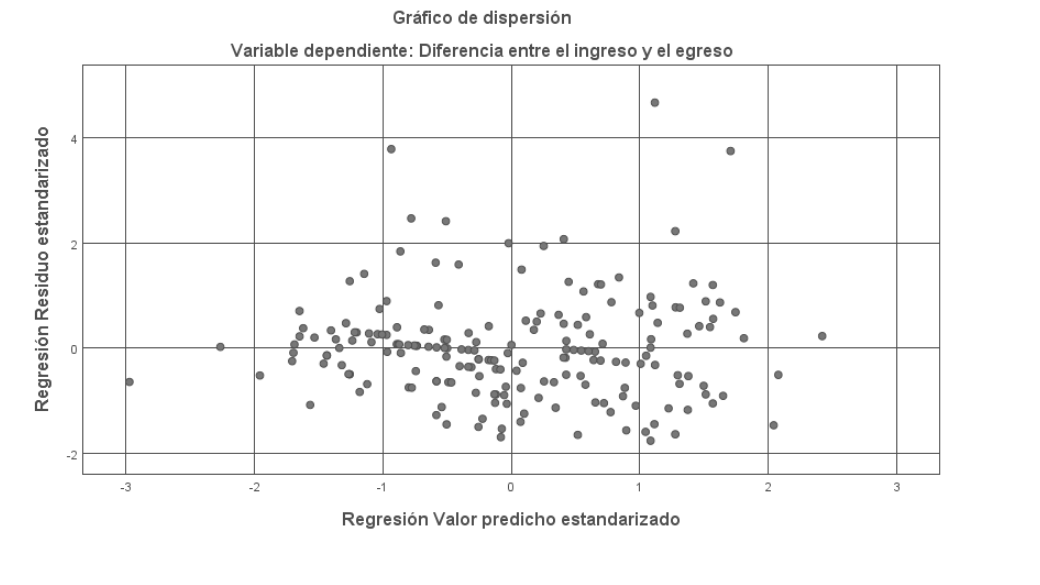 Gráfico de dispersión
Variable dependiente: Diferencia entre el ingreso y el egreso
Regresión Residuo estandarizado
4
2
0
-2
-3
-2
-1
0
1
2
3
Regresión Valor predicho estandarizado